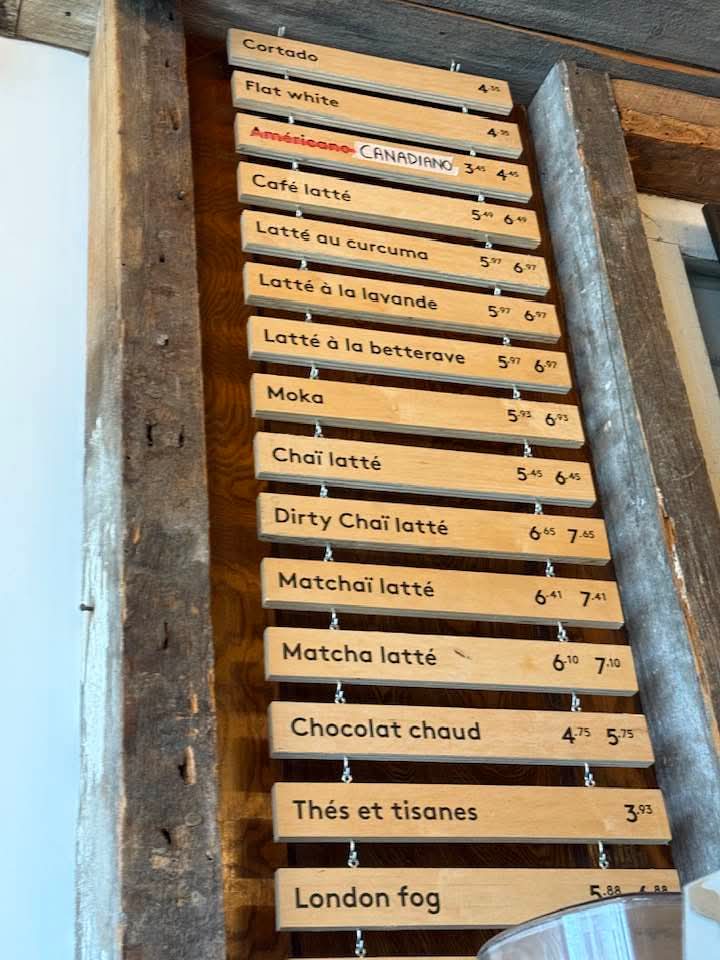 Cortado 4.35
Flat white 4.35
Américano CANADIANO 3.45 4.45
Café latté 5.49 6.49
Latté au curcuma 5.97 6.97
Latté à la lavande 5.97 6.97
Latté à la betterave 5.97 6.97
Moka 5.93 6.93
Chaï latté 5.45 6.45
Dirty Chaï latté 6.65 7.65
Matchaï latté 6.41 7.41
Matcha latté 6.10 7.10
Chocolat chaud 4.75 5.75
Thés et tisanes 3.93
London fog 5.88 6.88